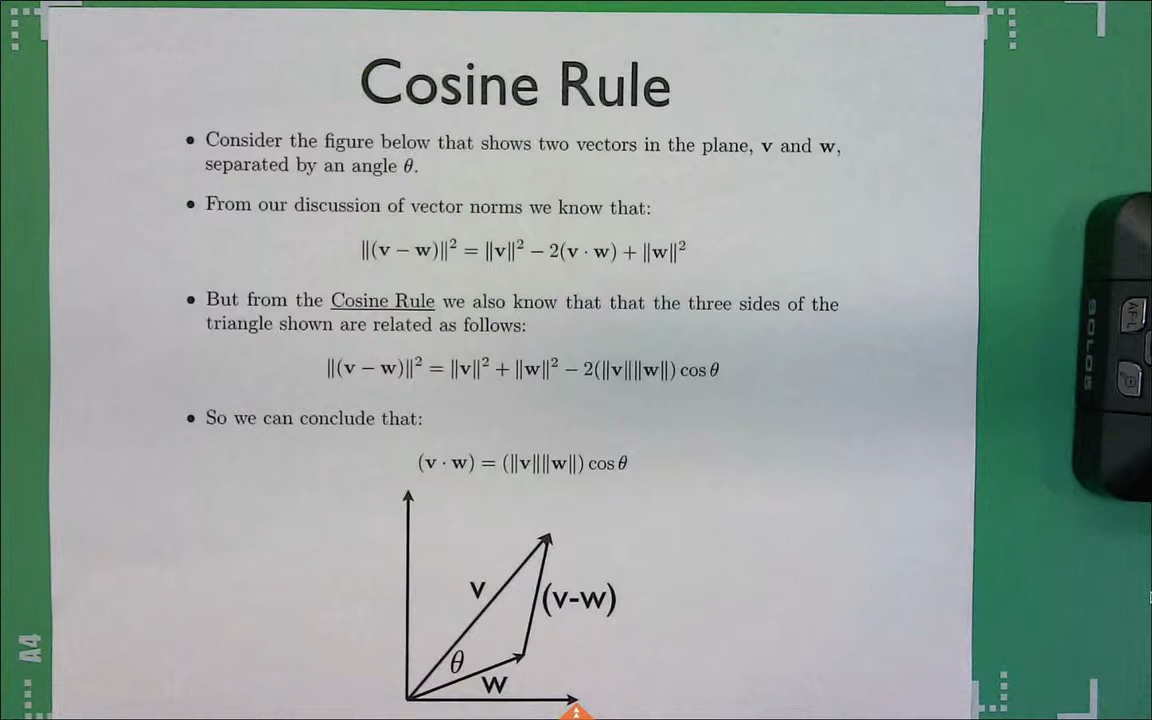 Cosine Rule
• Consider the figure below that shows two vectors in the plane, v and w,
separated by an angle θ.
• From our discussion of vector norms we know that:
‖(v − w)‖² = ‖v‖² − 2(v · w) + ‖w‖²
• But from the Cosine Rule we also know that that the three sides of the
triangle shown are related as follows:
‖(v − w)‖² = ‖v‖² + ‖w‖² − 2(‖v‖‖w‖) cos θ
• So we can conclude that:
(v · w) = (‖v‖‖w‖) cos θ
v
(v-w)
θ
w
A4
SOLO8
AF-L